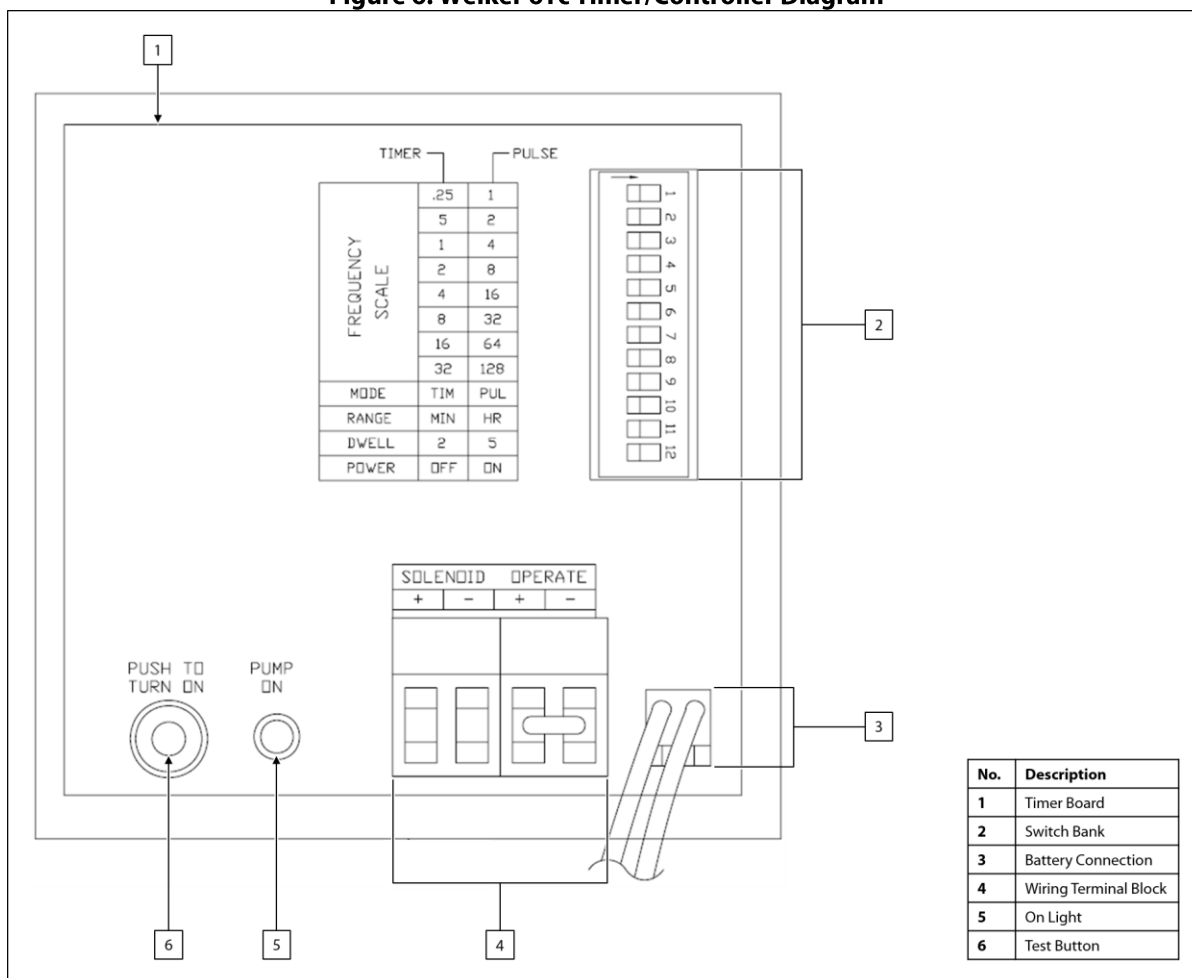 Figure Welker Timer/Controller Diagram
1
TIMER PULSE
FREQUENCY
SCALE
.25 1
5 2
1 4
2 8
4 16
8 32
16 64
32 128
MODE TIM PUL
RANGE MIN HR
DWELL 2 5
POWER OFF ON
1
2
3
4
5
6
7
8
9
10
11
12
2
SOLENOID OPERATE
+ - + -
PUSH TO
TURN ON
PUMP
ON
3
6
5
4
No. Description
1 Timer Board
2 Switch Bank
3 Battery Connection
4 Wiring Terminal Block
5 On Light
6 Test Button